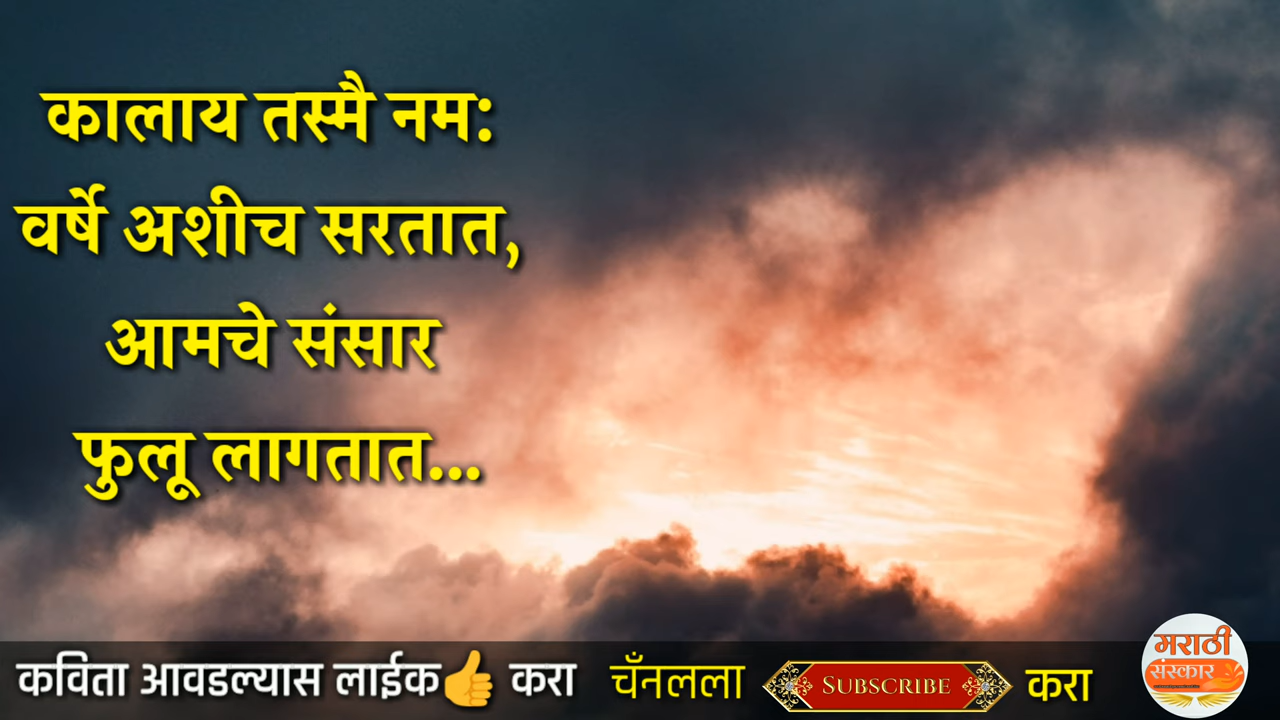 कालाय तस्मै नम:
वर्षे अशीच सरतात,
आमचे संसार
फुलू लागतात...
कविता आवडल्यास लाईक👍 करा चँनलला SUBSCRIBE करा
मराठी
संस्कार